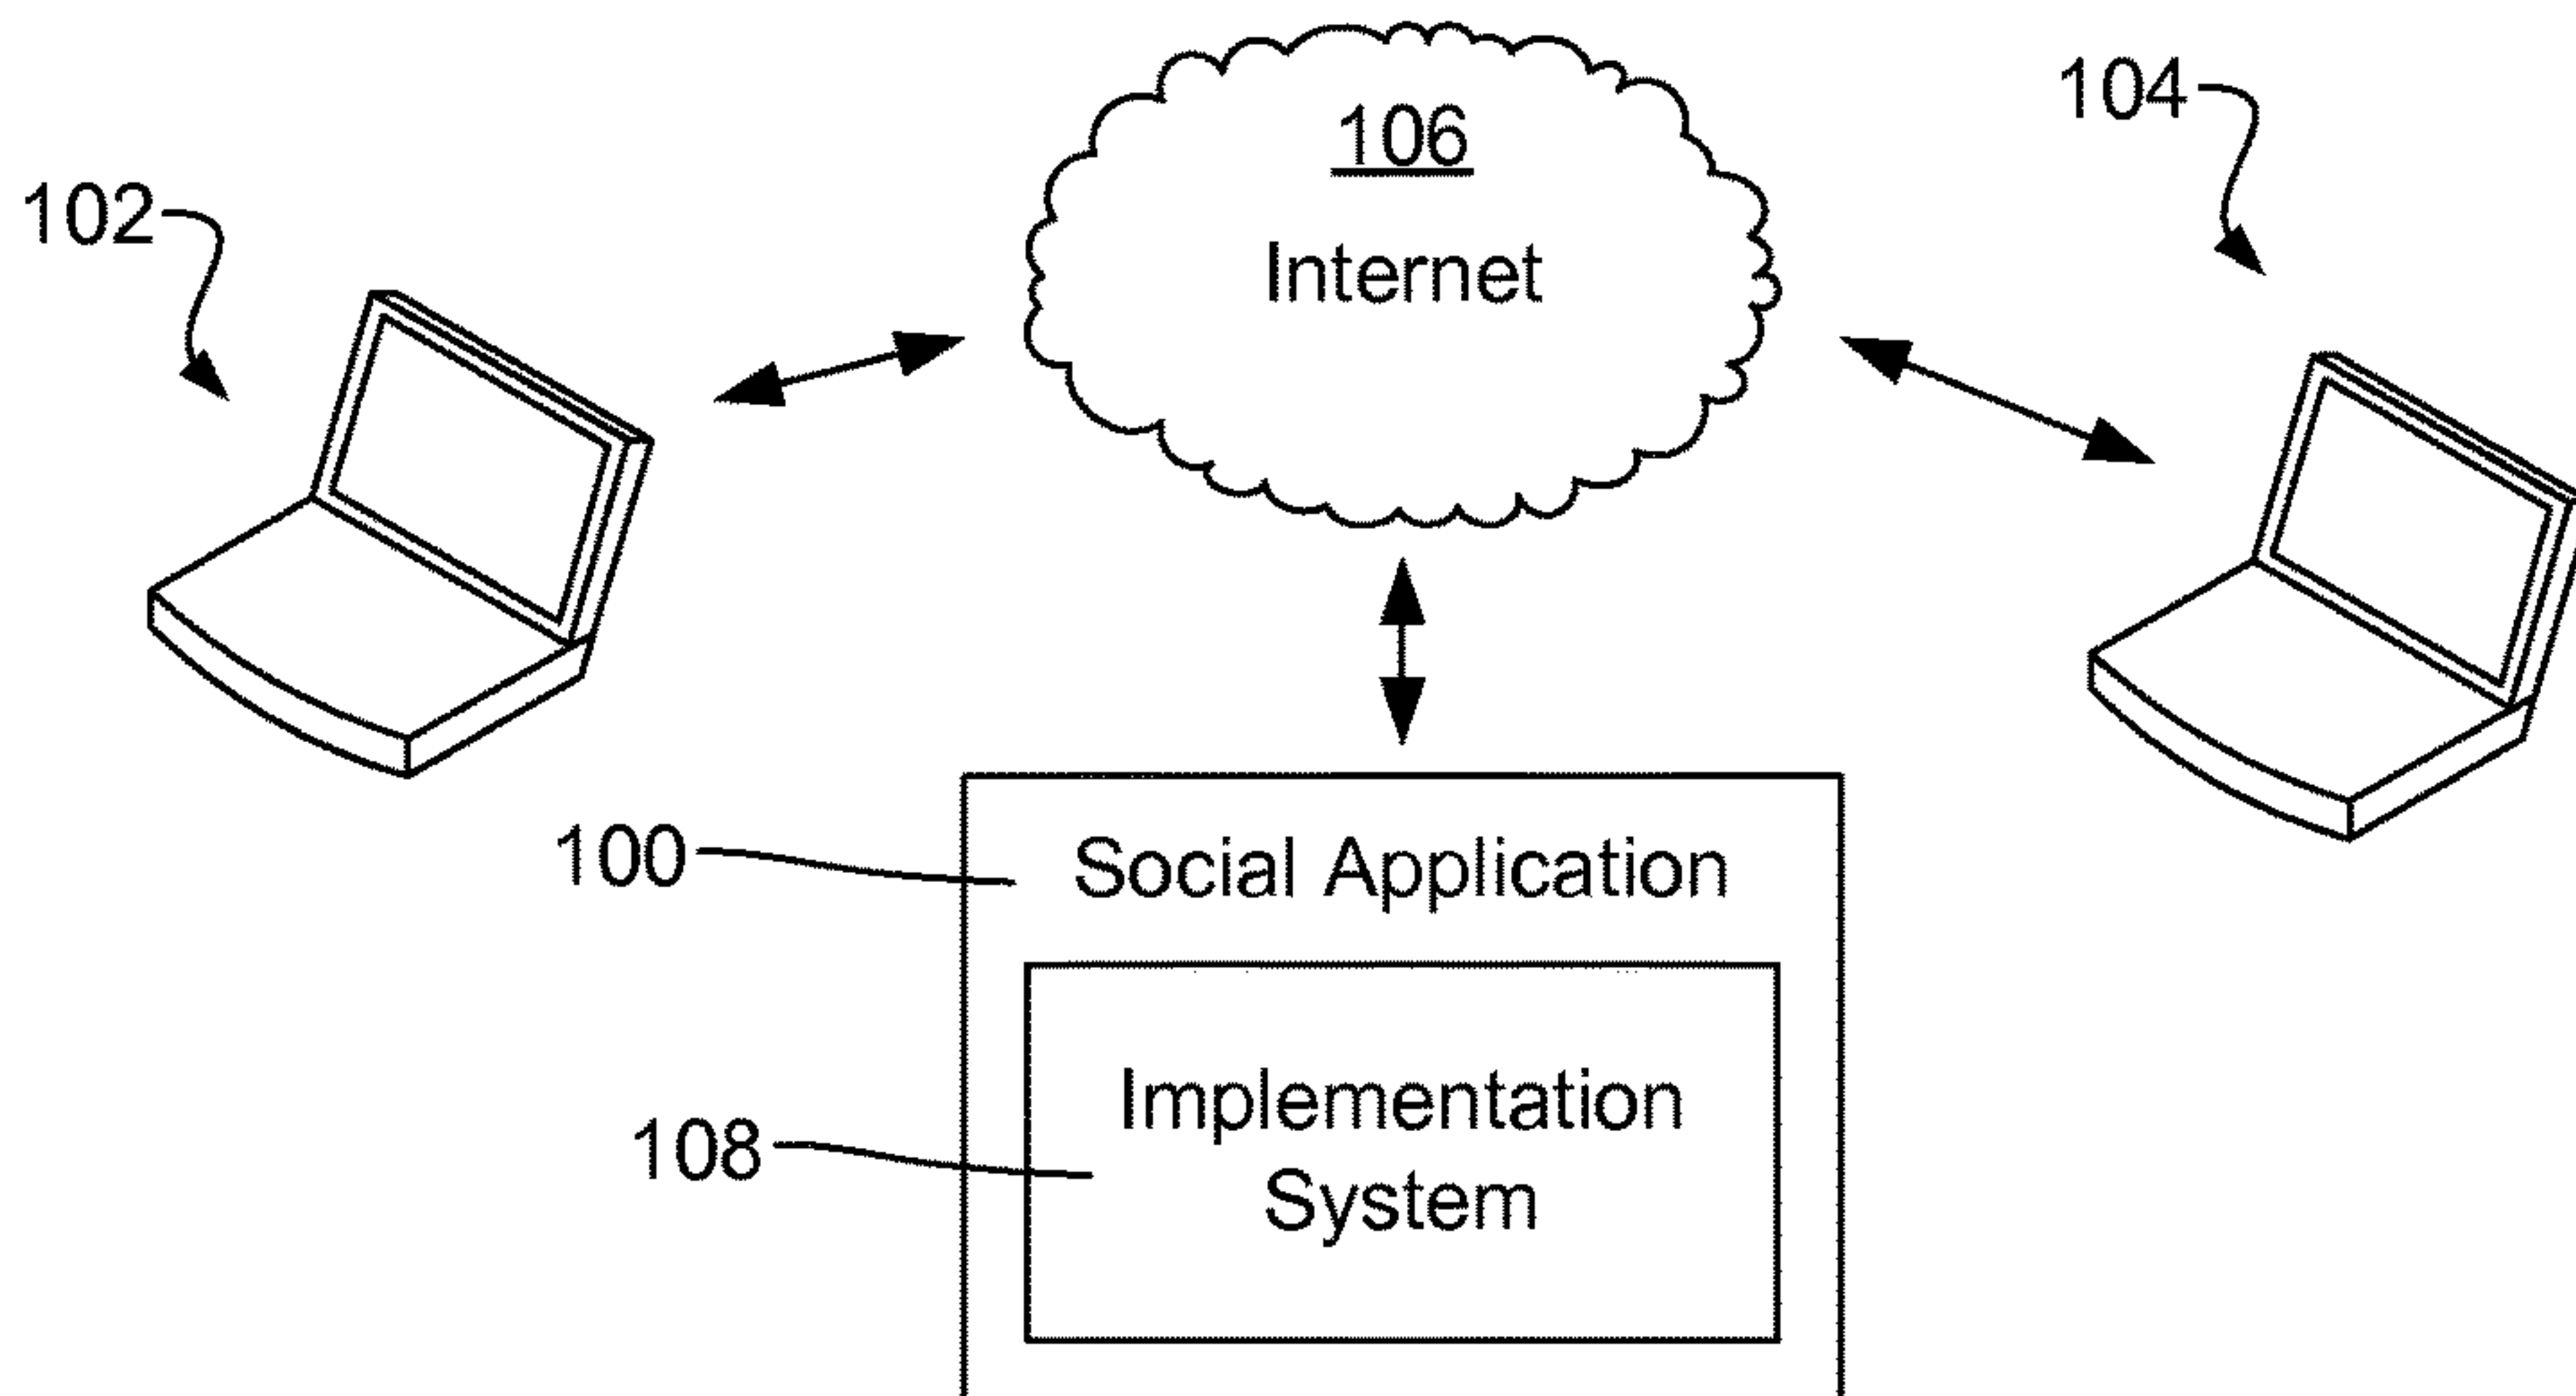 106
104
102
Internet
100
Social Application
108
Implementation
System